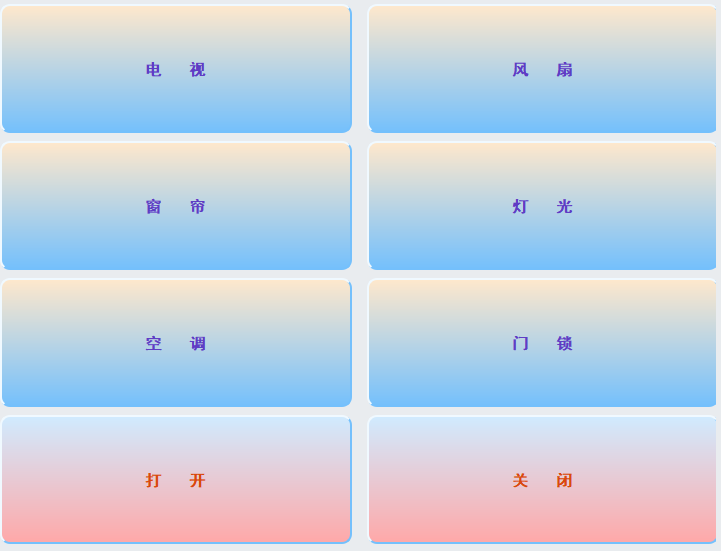 电 视
风 扇
窗 帘
灯 光
空 调
门 锁
打 开
关 闭